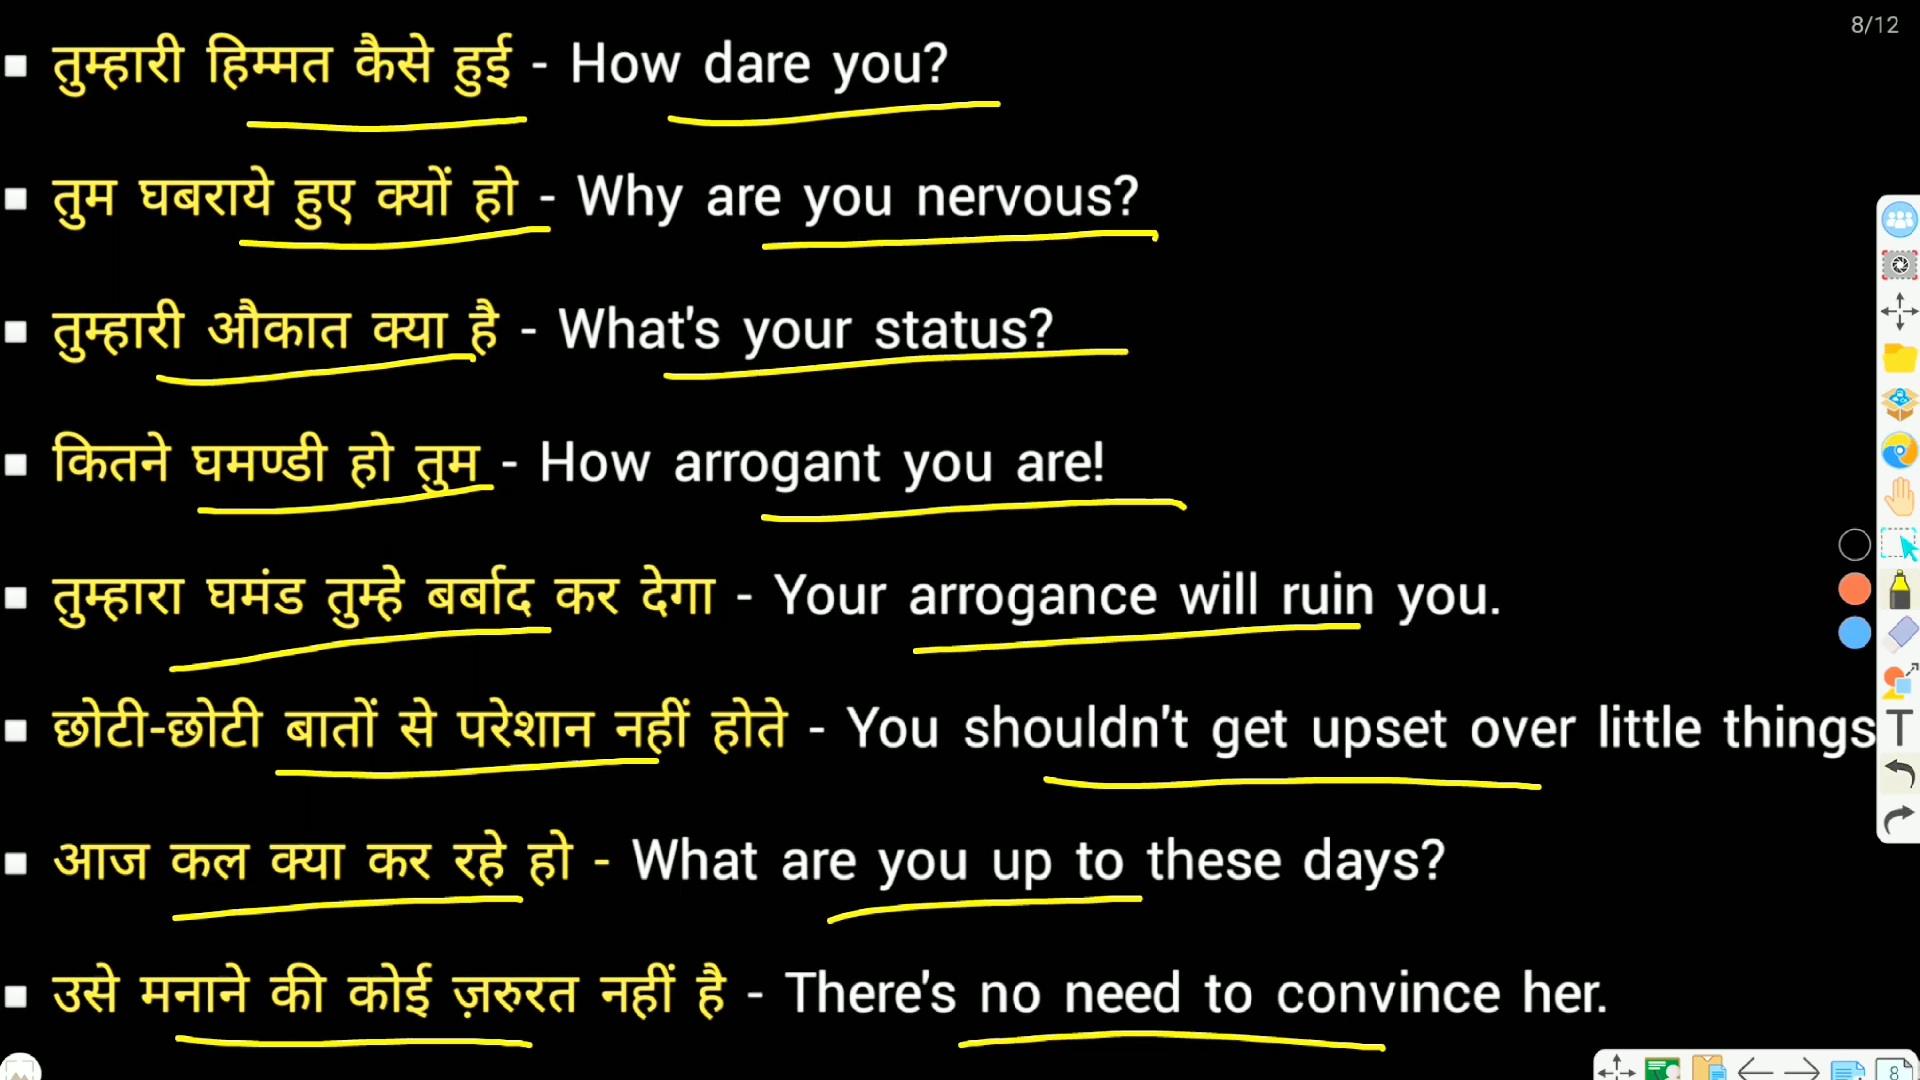 8/12
▪ तुम्हारी हिम्मत कैसे हुई - How dare you?
▪ तुम घबराये हुए क्यों हो - Why are you nervous?
▪ तुम्हारी औकात क्या है - What's your status?
▪ कितने घमण्डी हो तुम - How arrogant you are!
▪ तुम्हारा घमंड तुम्हे बर्बाद कर देगा - Your arrogance will ruin you.
▪ छोटी-छोटी बातों से परेशान नहीं होते - You shouldn't get upset over little things
▪ आज कल क्या कर रहे हो - What are you up to these days?
▪ उसे मनाने की कोई ज़रुरत नहीं है - There's no need to convince her.
T
8